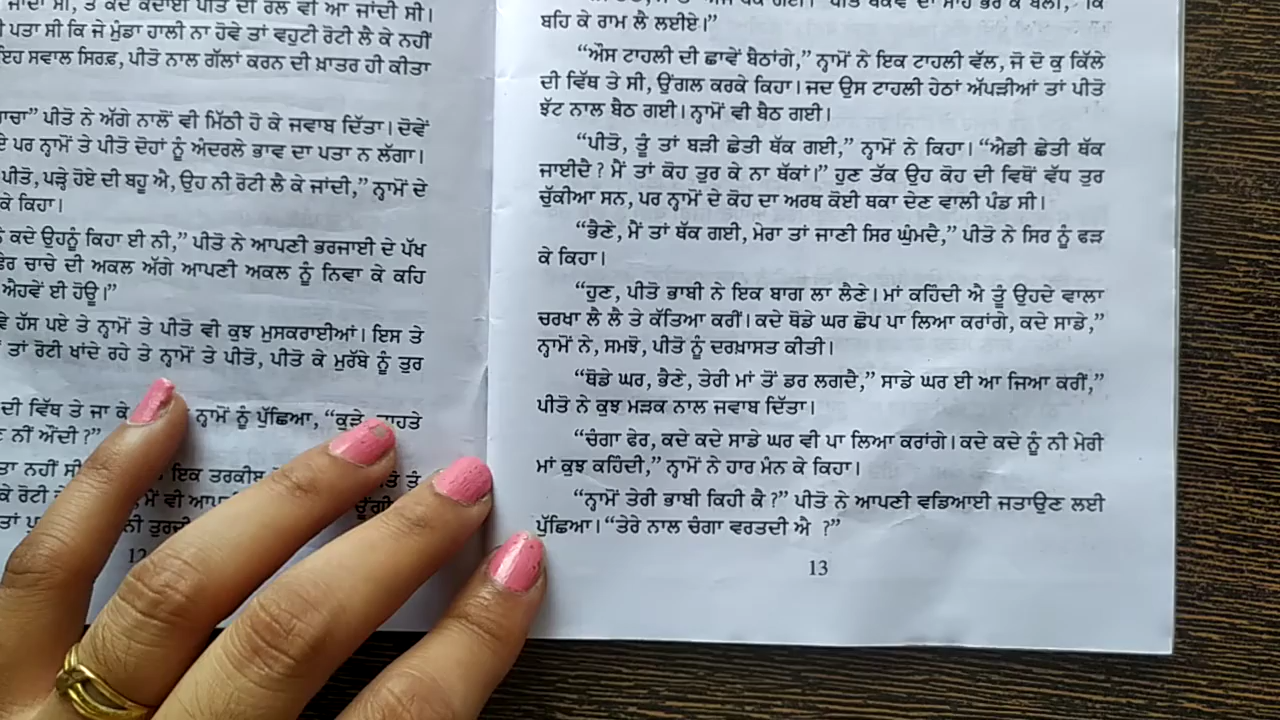 ਜਾਂਦਾ ਸੀ, ਤੇ ਕਦੇ ਕਦਾਈਂ ਪੀਤੋ ਦੀ ਰੋਲ ਵੀ ਆ ਜਾਂਦੀ ਸੀ।
ਪਤਾ ਸੀ ਕਿ ਜੇ ਮੁੰਡਾ ਹਾਲੀ ਨਾ ਹੋਵੇ ਤਾਂ ਵਹੁਟੀ ਰੋਟੀ ਲੈ ਕੇ ਨਹੀਂ
ਇਹ ਸਵਾਲ ਸਿਰਫ਼, ਪੀਤੋ ਨਾਲ ਗੱਲਾਂ ਕਰਨ ਦੀ ਖ਼ਾਤਰ ਹੀ ਕੀਤਾ
ਪੀਤੋ ਨੇ ਅੱਗੇ ਨਾਲੋਂ ਵੀ ਮਿੱਠੀ ਹੋ ਕੇ ਜਵਾਬ ਦਿੱਤਾ। ਦੋਵੇਂ
ਪਰ ਨ੍ਹਾਮੋਂ ਤੇ ਪੀਤੋ ਦੋਹਾਂ ਨੂੰ ਅੰਦਰਲੇ ਭਾਵ ਦਾ ਪਤਾ ਨ ਲੱਗਾ।
ਪੀਤੋ, ਪੜ੍ਹੇ ਹੋਏ ਦੀ ਬਹੂ ਐ, ਉਹ ਨੀ ਰੋਟੀ ਲੈ ਕੇ ਜਾਂਦੀ,” ਨ੍ਹਾਮੋਂ ਦੇ
ਕੇ ਕਿਹਾ।
ਕਦੇ ਉਹਨੂੰ ਕਿਹਾ ਈ ਨੀ,” ਪੀਤੋ ਨੇ ਆਪਣੀ ਭਰਜਾਈ ਦੇ ਪੱਖ
ਚਾਚੇ ਦੀ ਅਕਲ ਅੱਗੇ ਆਪਣੀ ਅਕਲ ਨੂੰ ਨਿਵਾ ਕੇ ਕਹਿ
ਐਹਵੇਂ ਈ ਹੋਊ।”
ਹੱਸ ਪਏ ਤੇ ਨ੍ਹਾਮੋਂ ਤੇ ਪੀਤੋ ਵੀ ਕੁਝ ਮੁਸਕਰਾਈਆਂ। ਇਸ ਤੇ
ਤਾਂ ਰੋਟੀ ਖਾਂਦੇ ਰਹੇ ਤੇ ਨ੍ਹਾਮੋਂ ਤੇ ਪੀਤੋ, ਪੀਤੋ ਕੇ ਮੁਰੱਬੇ ਨੂੰ ਤੁਰ
ਦੀ ਵਿੱਥ ਤੇ ਜਾ ਕੇ ਨ੍ਹਾਮੋਂ ਨੂੰ ਪੁੱਛਿਆ, “ਕੁੜੇ,
ਨੀਂ ਔਂਦੀ?”
ਨਹੀਂ ਸੀ ਇਕ ਤਰਕੀਬ
ਕੇ ਰੋਟੀ ਵੀ
12
ਬਹਿ ਕੇ ਰਾਮ ਲੈ ਲਈਏ।”
“ਔਸ ਟਾਹਲੀ ਦੀ ਛਾਵੇਂ ਬੈਠਾਂਗੇ,” ਨ੍ਹਾਮੋਂ ਨੇ ਇਕ ਟਾਹਲੀ ਵੱਲ, ਜੋ ਦੋ ਕੁ ਕਿੱਲੇ
ਦੀ ਵਿੱਥ ਤੇ ਸੀ, ਉਂਗਲ ਕਰਕੇ ਕਿਹਾ। ਜਦ ਉਸ ਟਾਹਲੀ ਹੇਠਾਂ ਅੱਪੜੀਆਂ ਤਾਂ ਪੀਤੋ
ਝੱਟ ਨਾਲ ਬੈਠ ਗਈ। ਨ੍ਹਾਮੋਂ ਵੀ ਬੈਠ ਗਈ।
“ਪੀਤੋ, ਤੂੰ ਤਾਂ ਬੜੀ ਛੇਤੀ ਥੱਕ ਗਈ,” ਨ੍ਹਾਮੋਂ ਨੇ ਕਿਹਾ। “ਐਡੀ ਛੇਤੀ ਥੱਕ
ਜਾਈਦੈ? ਮੈਂ ਤਾਂ ਕੋਹ ਤੁਰ ਕੇ ਨਾ ਥੱਕਾਂ।” ਹੁਣ ਤੱਕ ਉਹ ਕੋਹ ਦੀ ਵਿਥੋਂ ਵੱਧ ਤੁਰ
ਚੁੱਕੀਆ ਸਨ, ਪਰ ਨ੍ਹਾਮੋਂ ਦੇ ਕੋਹ ਦਾ ਅਰਥ ਕੋਈ ਥਕਾ ਦੇਣ ਵਾਲੀ ਪੰਡ ਸੀ।
“ਭੈਣੇ, ਮੈਂ ਤਾਂ ਥੱਕ ਗਈ, ਮੇਰਾ ਤਾਂ ਜਾਣੀ ਸਿਰ ਘੁੰਮਦੈ,” ਪੀਤੋ ਨੇ ਸਿਰ ਨੂੰ ਫੜ
ਕੇ ਕਿਹਾ।
“ਹੁਣ, ਪੀਤੋ ਭਾਬੀ ਨੇ ਇਕ ਬਾਗ ਲਾ ਲੈਣੇ। ਮਾਂ ਕਹਿੰਦੀ ਐ ਤੂੰ ਉਹਦੇ ਵਾਲਾ
ਚਰਖਾ ਲੈ ਲੈ ਤੇ ਕੱਤਿਆ ਕਰੀਂ। ਕਦੇ ਥੋਡੇ ਘਰ ਛੋਪ ਪਾ ਲਿਆ ਕਰਾਂਗੇ, ਕਦੇ ਸਾਡੇ,”
ਨ੍ਹਾਮੋਂ ਨੇ, ਸਮਝੋ, ਪੀਤੋ ਨੂੰ ਦਰਖ਼ਾਸਤ ਕੀਤੀ।
“ਥੋਡੇ ਘਰ, ਭੈਣੇ, ਤੇਰੀ ਮਾਂ ਤੋਂ ਡਰ ਲਗਦੈ,” ਸਾਡੇ ਘਰ ਈ ਆ ਜਿਆ ਕਰੀਂ,”
ਪੀਤੋ ਨੇ ਕੁਝ ਮੜਕ ਨਾਲ ਜਵਾਬ ਦਿੱਤਾ।
“ਚੰਗਾ ਫੇਰ, ਕਦੇ ਕਦੇ ਸਾਡੇ ਘਰ ਵੀ ਪਾ ਲਿਆ ਕਰਾਂਗੇ। ਕਦੇ ਕਦੇ ਨੂੰ ਨੀ ਮੇਰੀ
ਮਾਂ ਕੁਝ ਕਹਿੰਦੀ,” ਨ੍ਹਾਮੋਂ ਨੇ ਹਾਰ ਮੰਨ ਕੇ ਕਿਹਾ।
“ਨ੍ਹਾਮੋਂ ਤੇਰੀ ਭਾਬੀ ਕਿਹੀ ਕੈ?” ਪੀਤੋ ਨੇ ਆਪਣੀ ਵਡਿਆਈ ਜਤਾਉਣ ਲਈ
ਪੁੱਛਿਆ। “ਤੇਰੇ ਨਾਲ ਚੰਗਾ ਵਰਤਦੀ ਐ ?”
13